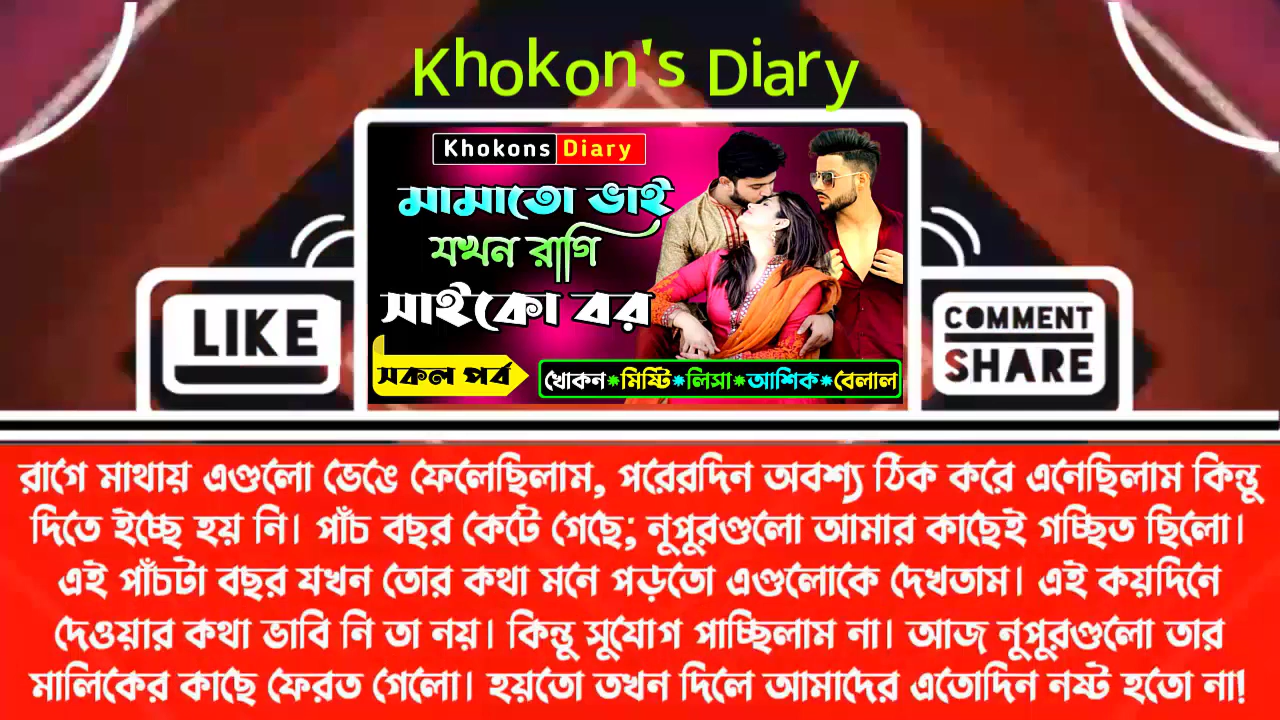 Khokon's Diary
Khokons Diary
মামাতো ভাই
যখন রাগি
সাইকো বর
সকল পর্ব
খোকন*মিষ্টি*লিসা*আশিক*বেলাল
LIKE
COMMENT
SHARE
রাগে মাথায় এগুলো ভেঙে ফেলেছিলাম, পরেরদিন অবশ্য ঠিক করে এনেছিলাম কিন্তু
দিতে ইচ্ছে হয় নি। পাঁচ বছর কেটে গেছে; নুপুরগুলো আমার কাছেই গচ্ছিত ছিলো।
এই পাঁচটা বছর যখন তোর কথা মনে পড়তো এগুলোকে দেখতাম। এই কয়দিনে
দেওয়ার কথা ভাবি নি তা নয়। কিন্তু সুযোগ পাচ্ছিলাম না। আজ নুপুরগুলো তার
মালিকের কাছে ফেরত গেলো। হয়তো তখন দিলে আমাদের এতোদিন নষ্ট হতো না!